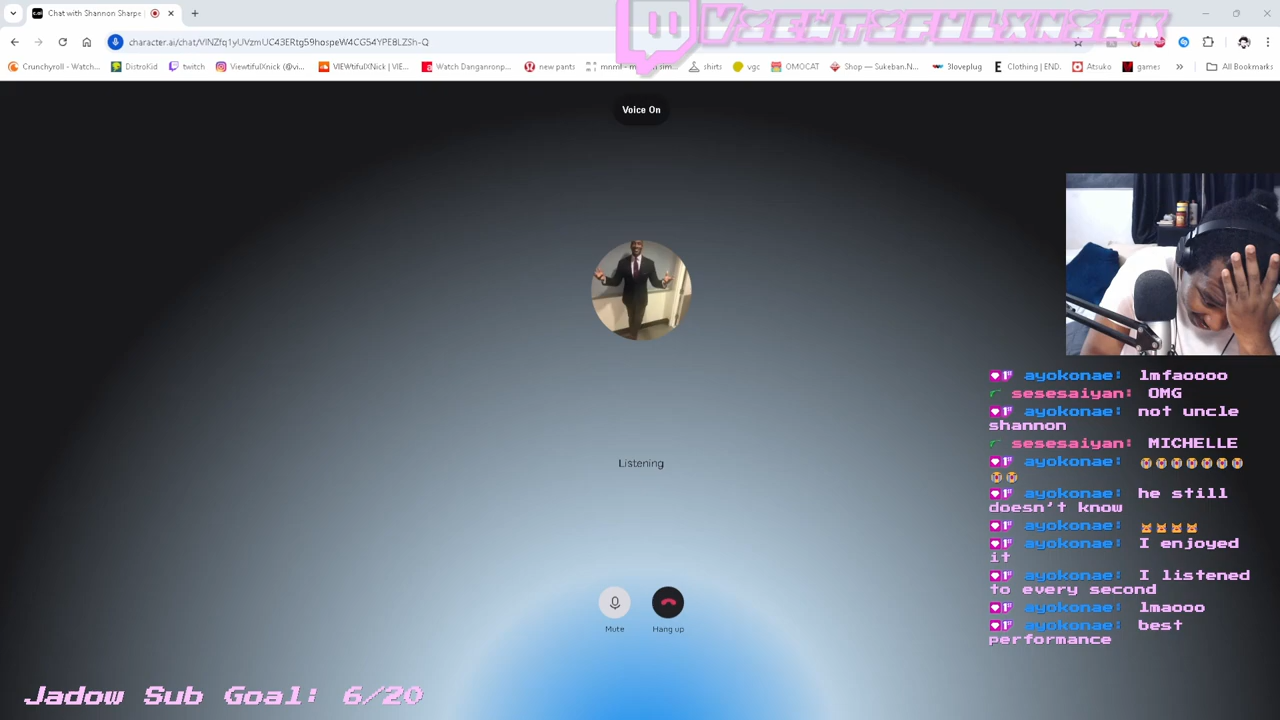 Chat with Shannon Sharpe |
character.ai/chat/
Crunchyroll - Watch... DistroKid twitch Instagram (@vi... VIEWtifulXNick | VIE... Watch Danganronp... new pants shirts vgc OMOCAT Shop — Sukeban.N... 3loveplug Clothing | END. Atsuko games » All Bookmarks
Voice On
Listening
Mute Hang up
ayokonae: lmfaoooo
sesesaiyan: OMG
ayokonae: not uncle
shannon
sesesaiyan: MICHELLE
ayokonae:
ayokonae: he still
doesn't know
ayokonae:
ayokonae: I enjoyed
it
ayokonae: I listened
to every second
ayokonae: lmaooo
ayokonae: best
performance
Jadow Sub Goal: 6/20